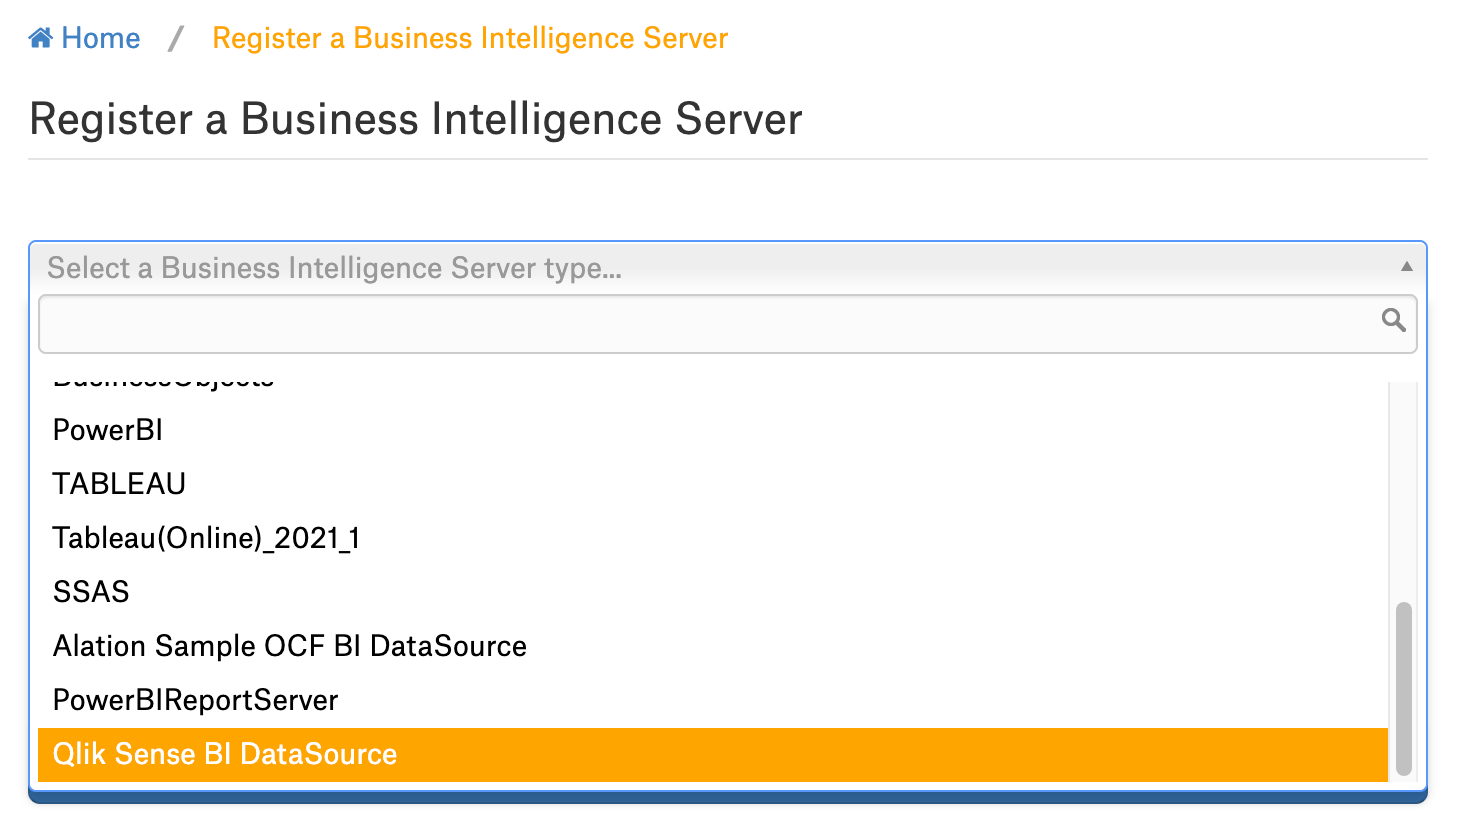 Home / Register a Business Intelligence Server
Register a Business Intelligence Server
Select a Business Intelligence Server type...
BusinessObjects
PowerBI
TABLEAU
Tableau(Online)_2021_1
SSAS
Alation Sample OCF BI DataSource
PowerBIReportServer
Qlik Sense BI DataSource